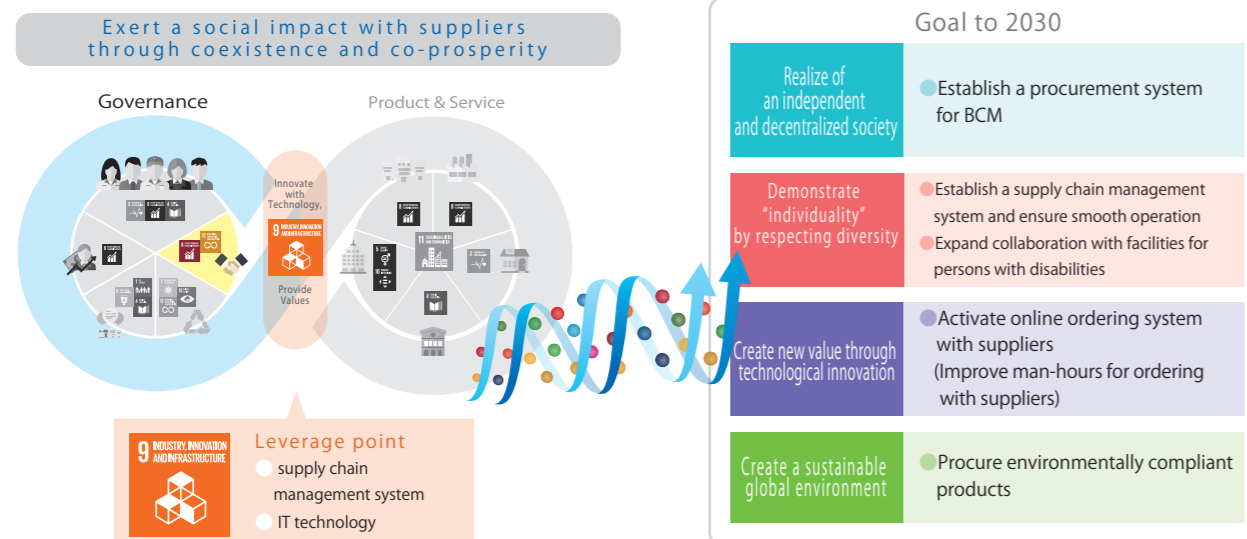 Exert a social impact with suppliers
through coexistence and co-prosperity
Governance
Product & Service
Innovate
with
Technology,
9 INDUSTRY, INNOVATION
AND INFRASTRUCTURE
Provide
Values
11
9 INDUSTRY, INNOVATION
AND INFRASTRUCTURE
Leverage point
supply chain
management system
IT technology
Goal to 2030
Realize of
an independent
and decentralized society
Establish a procurement system
for BCM
Demonstrate
“individuality”
by respecting diversity
Establish a supply chain management
system and ensure smooth operation
Expand collaboration with facilities for
persons with disabilities
Create new value through
technological innovation
Activate online ordering system
with suppliers
(Improve man-hours for ordering
with suppliers)
Create a sustainable
global environment
Procure environmentally compliant
products